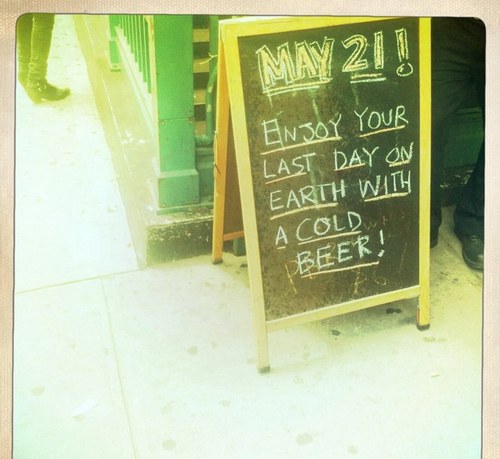 MAY 21!
ENJOY YOUR
LAST DAY ON
EARTH WITH
A COLD
BEER!